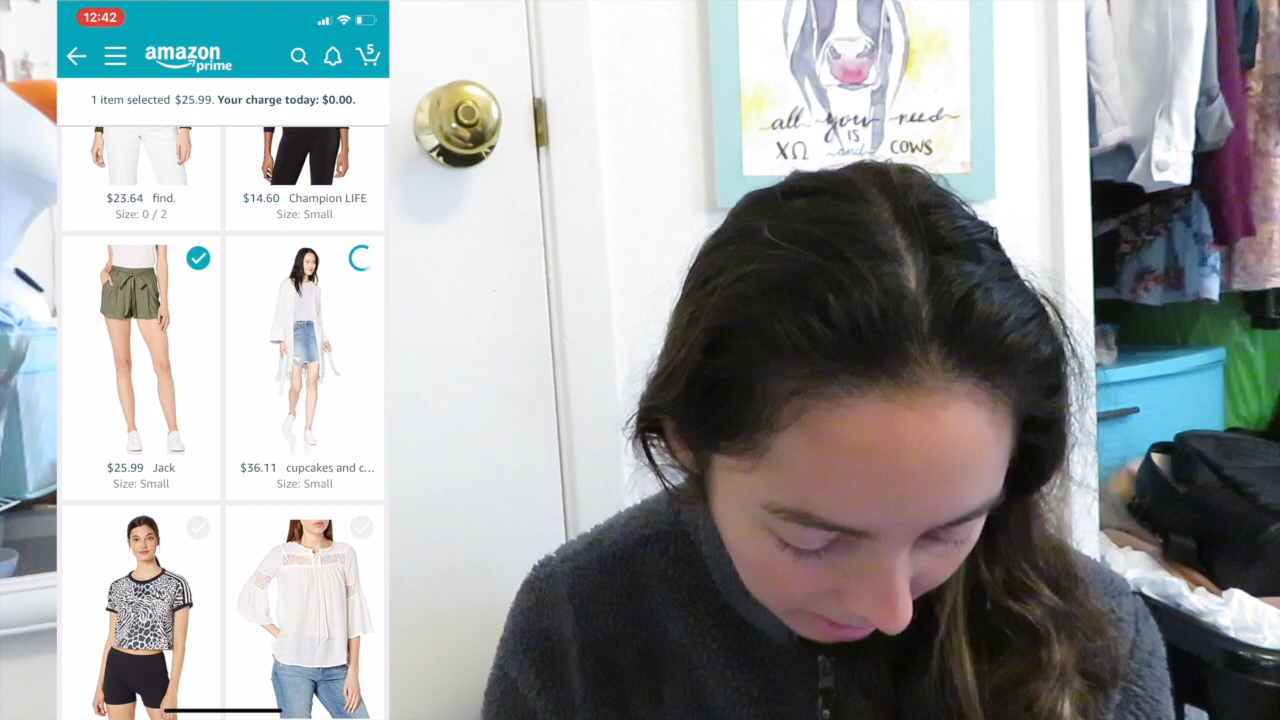 12:42
amazon
prime
5
1 item selected $25.99. Your charge today: $0.00.
$23.64 find.
Size: 0 / 2
$14.60 Champion LIFE
Size: Small
$25.99 Jack
Size: Small
$36.11 cupcakes and c...
Size: Small
all you need
IS
XΩ and COWS